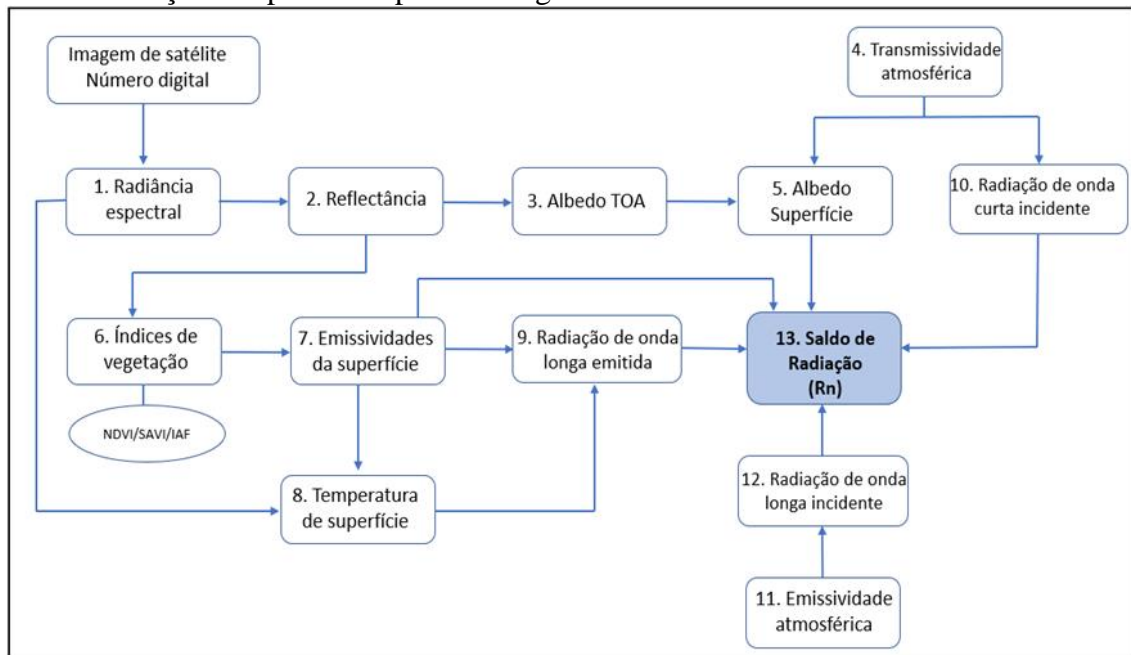 Imagem de satélite
Número digital
4. Transmissividade
atmosférica
1. Radiância
espectral
2. Reflectância
3. Albedo TOA
5. Albedo
Superfície
10. Radiação de onda
curta incidente
6. Índices de
vegetação
7. Emissividades
da superfície
9. Radiação de onda
longa emitida
13. Saldo de
Radiação
(Rn)
NDVI/SAVI/IAF
8. Temperatura
de superfície
12. Radiação de onda
longa incidente
11. Emissividade
atmosférica